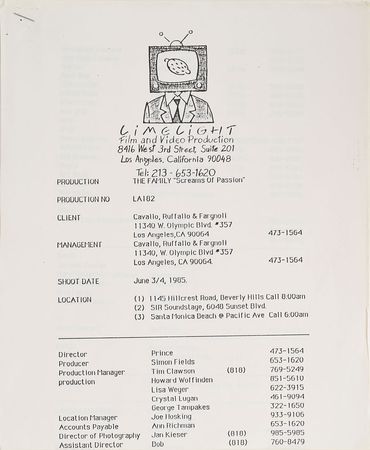 LIMELIGHT
Film and Video Production
8416 West 3rd Street, Suite 201
Los Angeles, California 90048
Tel: 213 - 653-1620
PRODUCTION THE FAMILY "Screams Of Passion"
PRODUCTION NO LA182
CLIENT Cavallo, Ruffallo & Fargnoli
11340 W. Olympic Blvd. #357
Los Angeles,CA 90064 473-1564
MANAGEMENT Cavallo, Ruffallo & Fargnoli
11340, W. Olympic Blvd #357
Los Angeles, CA 90064. 473-1564
SHOOT DATE June 3/4, 1985.
LOCATION (1) 1145 Hillcrest Road, Beverly Hills Call 8:00am
(2) SIR Soundstage, 6048 Sunset Blvd.
(3) Santa Monica Beach @ Pacific Ave Call 6:00am
Director Prince 473-1564
Producer Simon Fields 653-1620
Production Manager Tim Clawson (818) 769-5249
production Howard Woffinden 851-5610
Lisa Weger 622-3915
Crystal Lugan 461-9094
George Tampakes 322-1650
Location Manager Joe Hosking 933-9106
Accounts Payable Ann Richman 653-1620
Director of Photography Jan Kieser (818) 985-5985
Assistant Director Bob (818) 760-8479